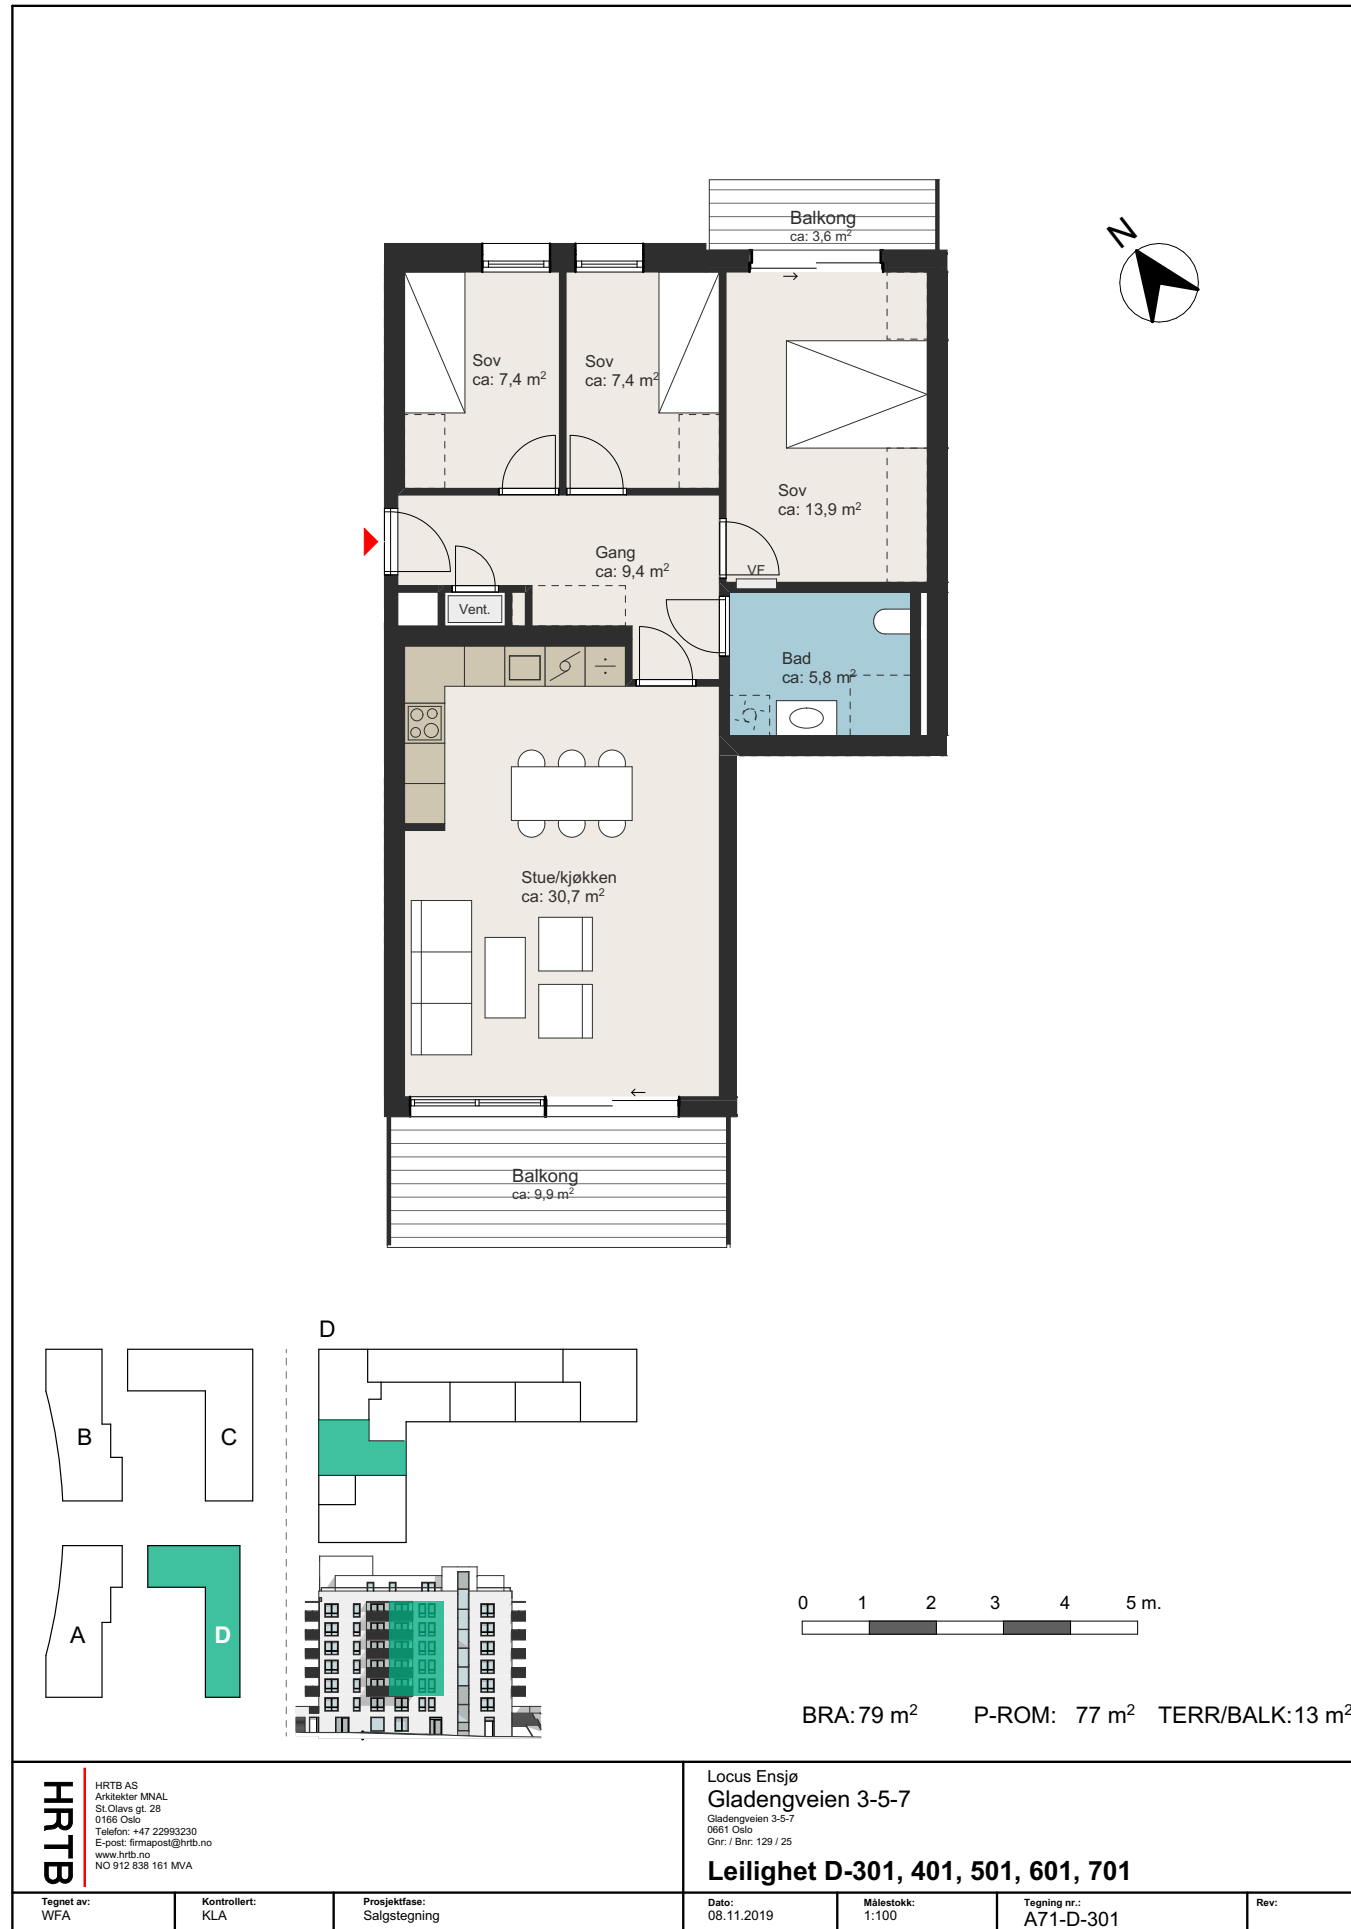 Balkong
ca: 3,6 m²
N
Sov
ca: 7,4 m²
Sov
ca: 7,4 m²
Sov
ca: 13,9 m²
Gang
ca: 9,4 m²
VF
Vent.
Bad
ca: 5,8 m²
Stue/kjøkken
ca: 30,7 m²
Balkong
ca: 9,9 m²
D
B
C
A
D
0 1 2 3 4 5 m.
BRA: 79 m² P-ROM: 77 m² TERR/BALK: 13 m²
HRTB
HRTB AS
Arkitekter MNAL
St.Olavs gt. 28
0166 Oslo
Telefon: +47 22993230
E-post: firmapost@hrtb.no
www.hrtb.no
NO 912 838 161 MVA
Locus Ensjø
Gladengveien 3-5-7
Gladengveien 3-5-7
0661 Oslo
Gnr: / Bnr: 129 / 25
Leilighet D-301, 401, 501, 601, 701
Tegnet av:
WFA
Kontrollert:
KLA
Prosjektfase:
Salgstegning
Dato:
08.11.2019
Målestokk:
1:100
Tegning nr.:
A71-D-301
Rev: